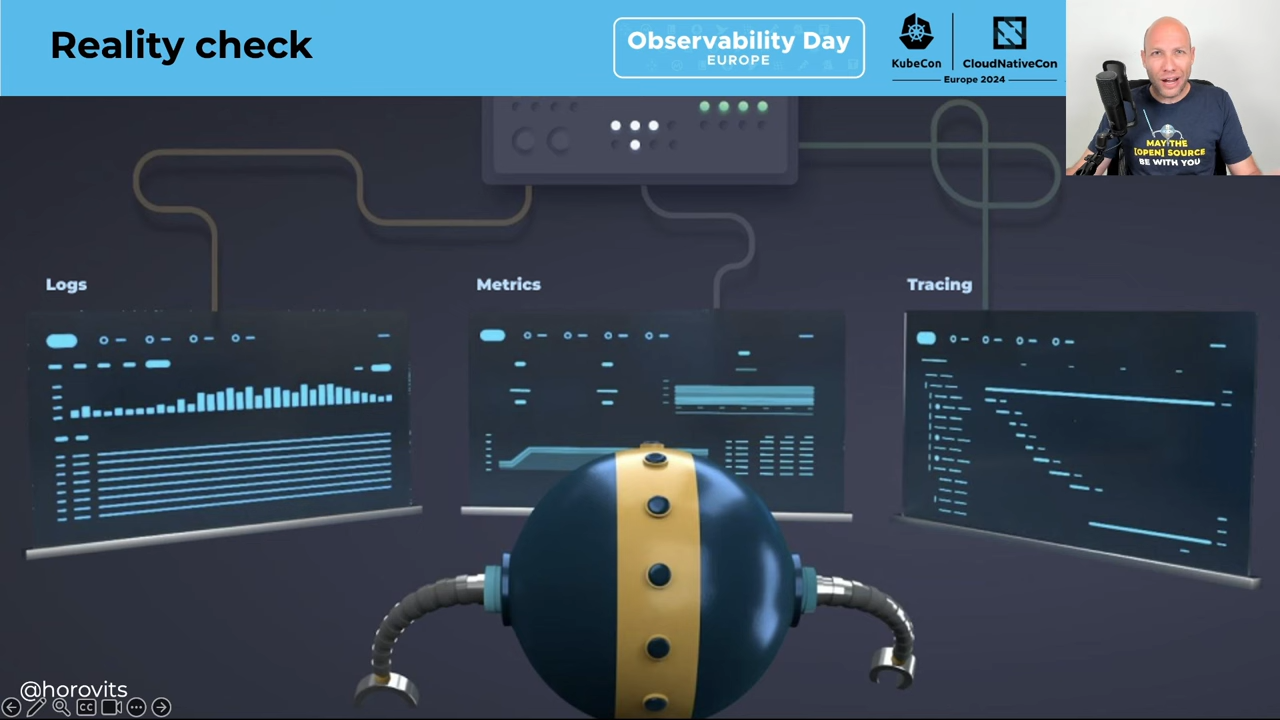 Reality check
Observability Day
EUROPE
KubeCon
CloudNativeCon
Europe 2024
MAY THE
[OPEN] SOURCE
BE WITH YOU
Logs
Metrics
Tracing
@horovits
CC